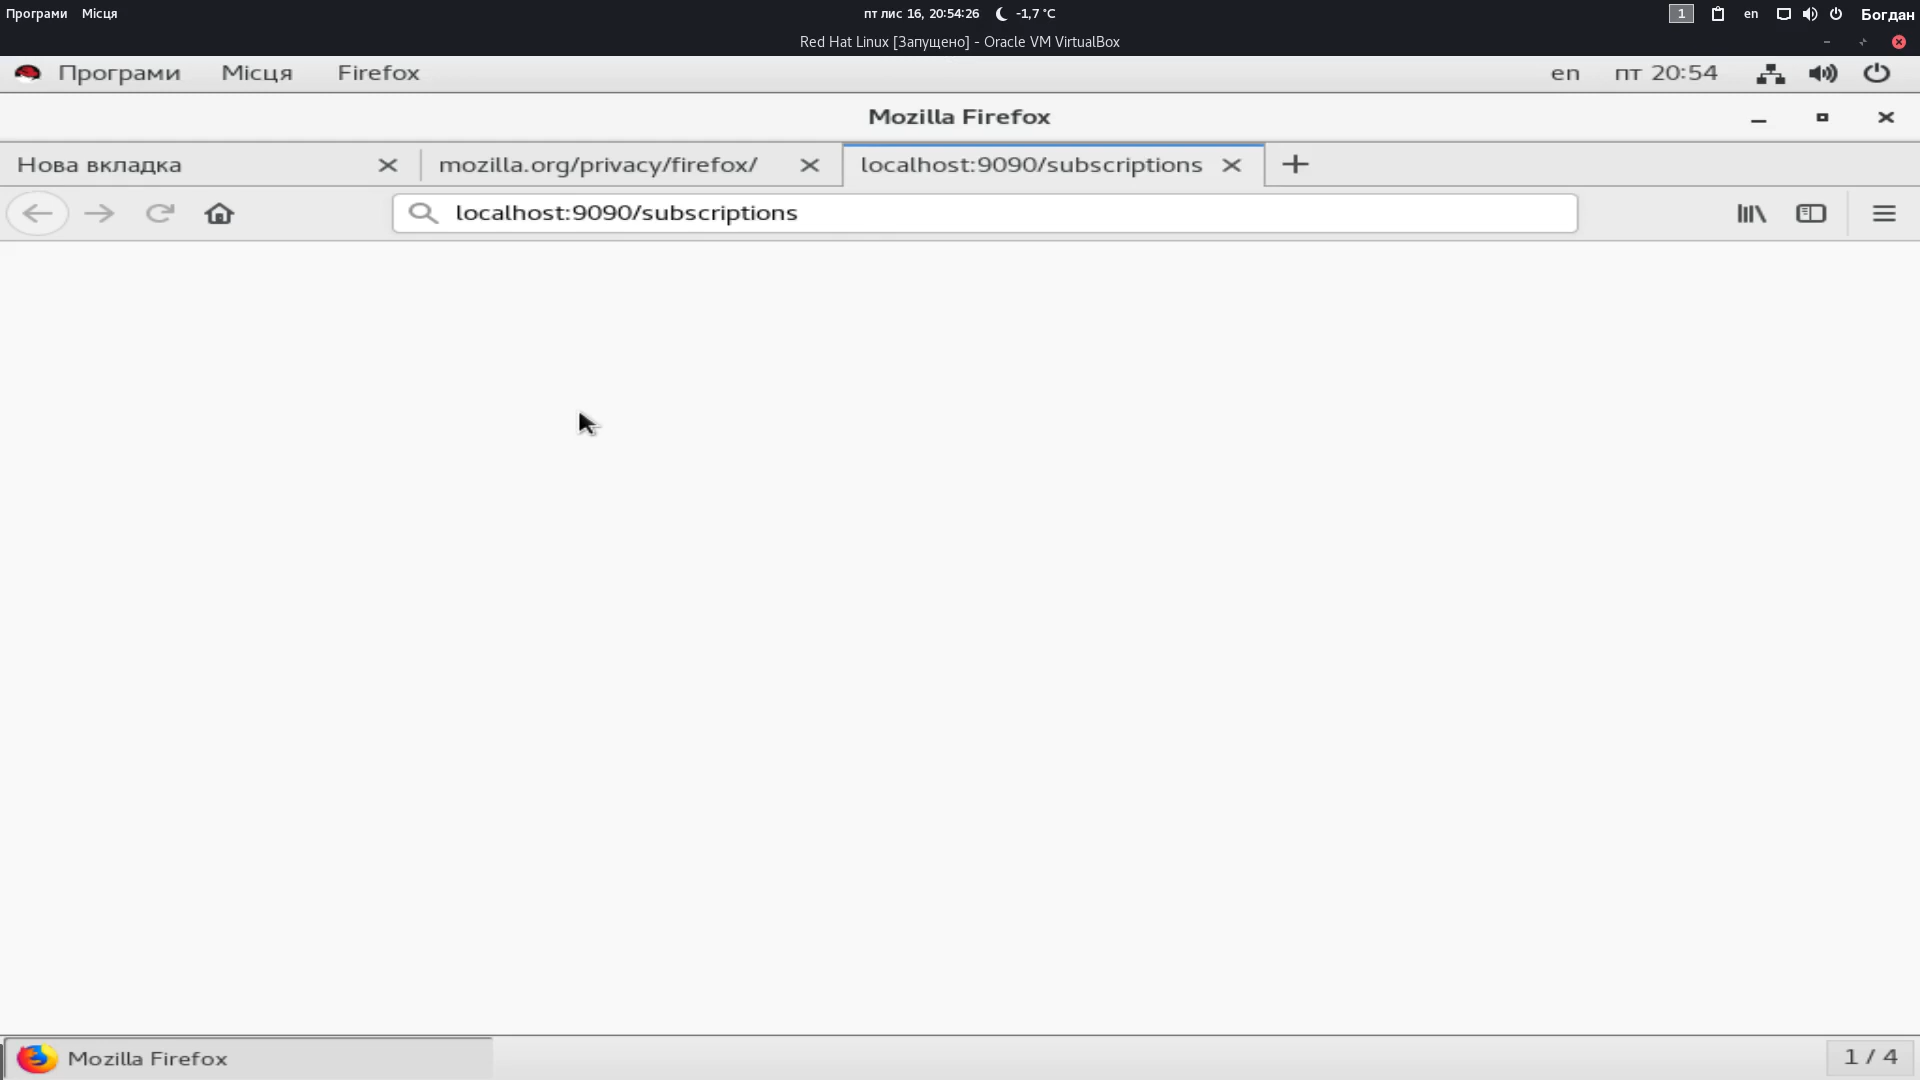 Програми Місця пт лис 16, 20:54:26 -1,7 °C 1 en Богдан
Red Hat Linux [Запущено] - Oracle VM VirtualBox
Програми Місця Firefox en пт 20:54
Mozilla Firefox
Нова вкладка mozilla.org/privacy/firefox/ localhost:9090/subscriptions
localhost:9090/subscriptions
Mozilla Firefox 1 / 4